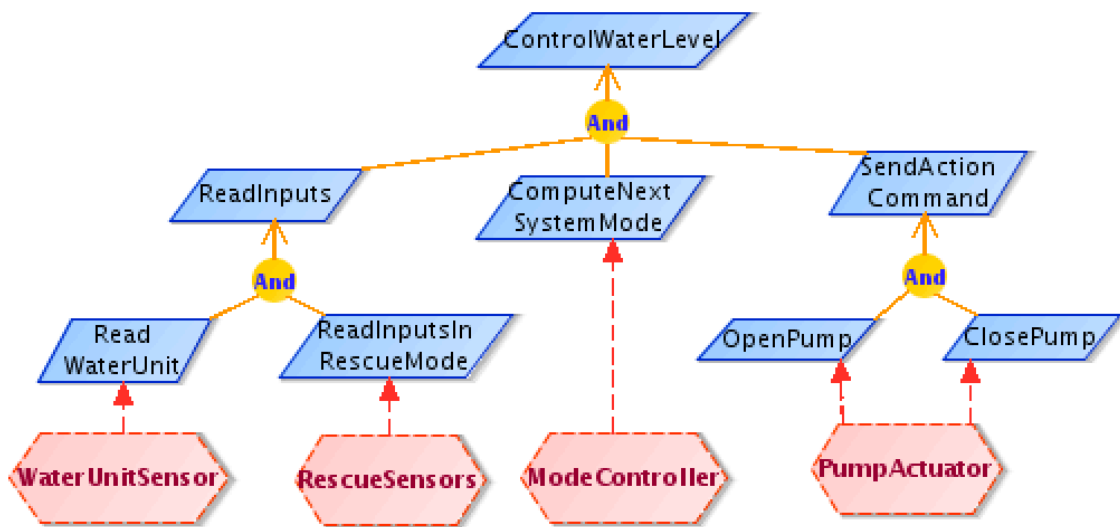 ControlWaterLevel
And
ReadInputs
ComputeNext
SystemMode
SendAction
Command
And
And
Read
WaterUnit
ReadInputsIn
RescueMode
OpenPump
ClosePump
WaterUnitSensor
RescueSensors
ModeController
PumpActuator